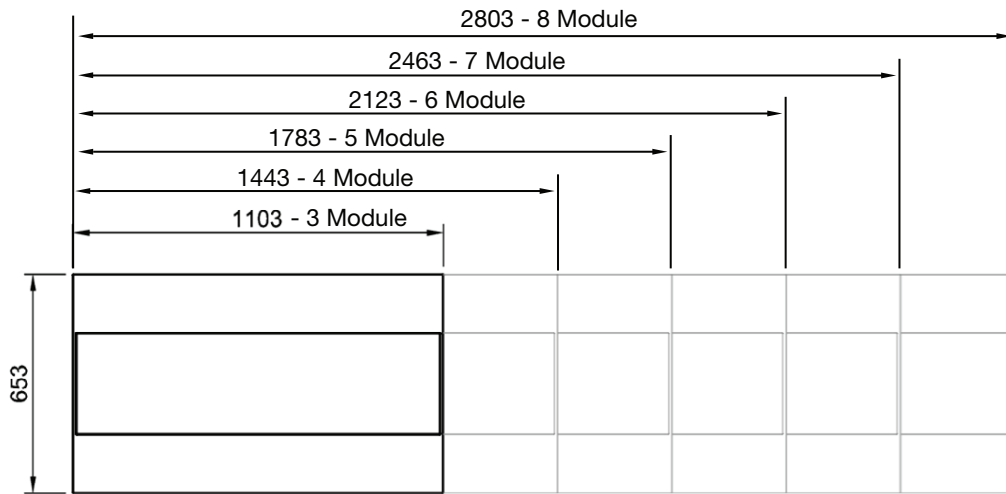 2803 - 8 Module
2463 - 7 Module
2123 - 6 Module
1783 - 5 Module
1443 - 4 Module
1103 - 3 Module
653